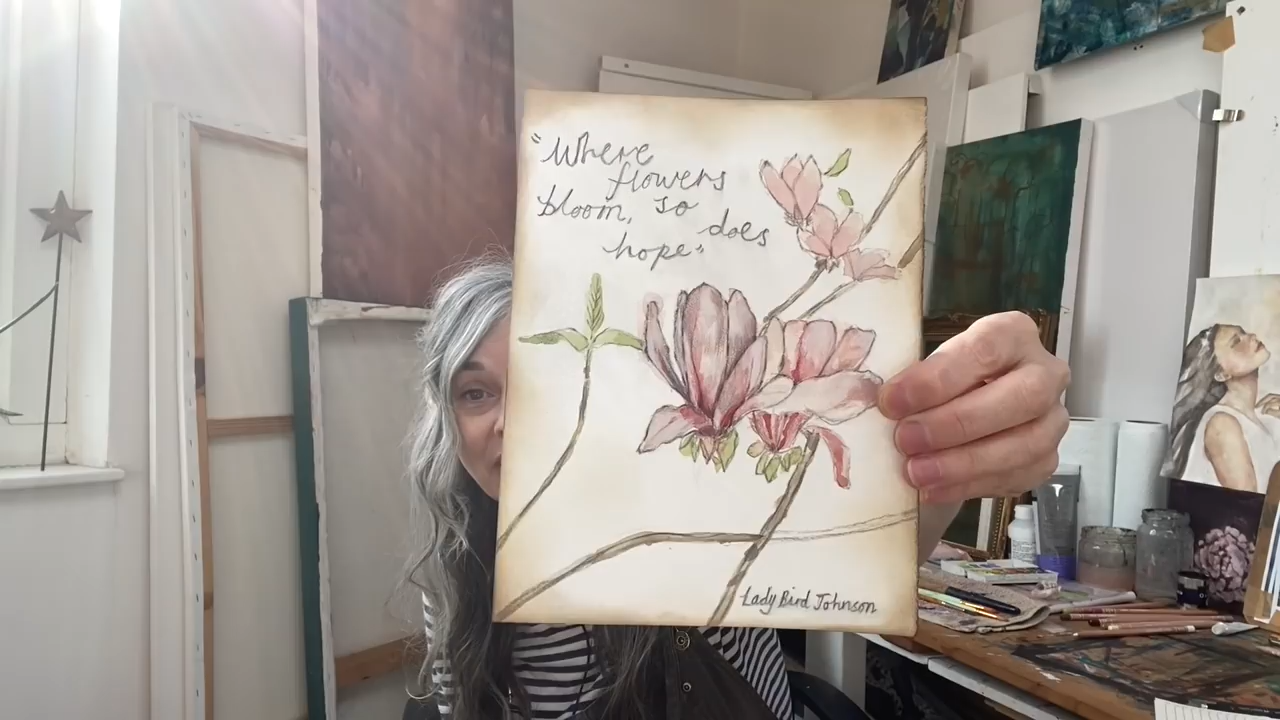 "Where
flowers
bloom, so
does
hope"
Lady Bird Johnson